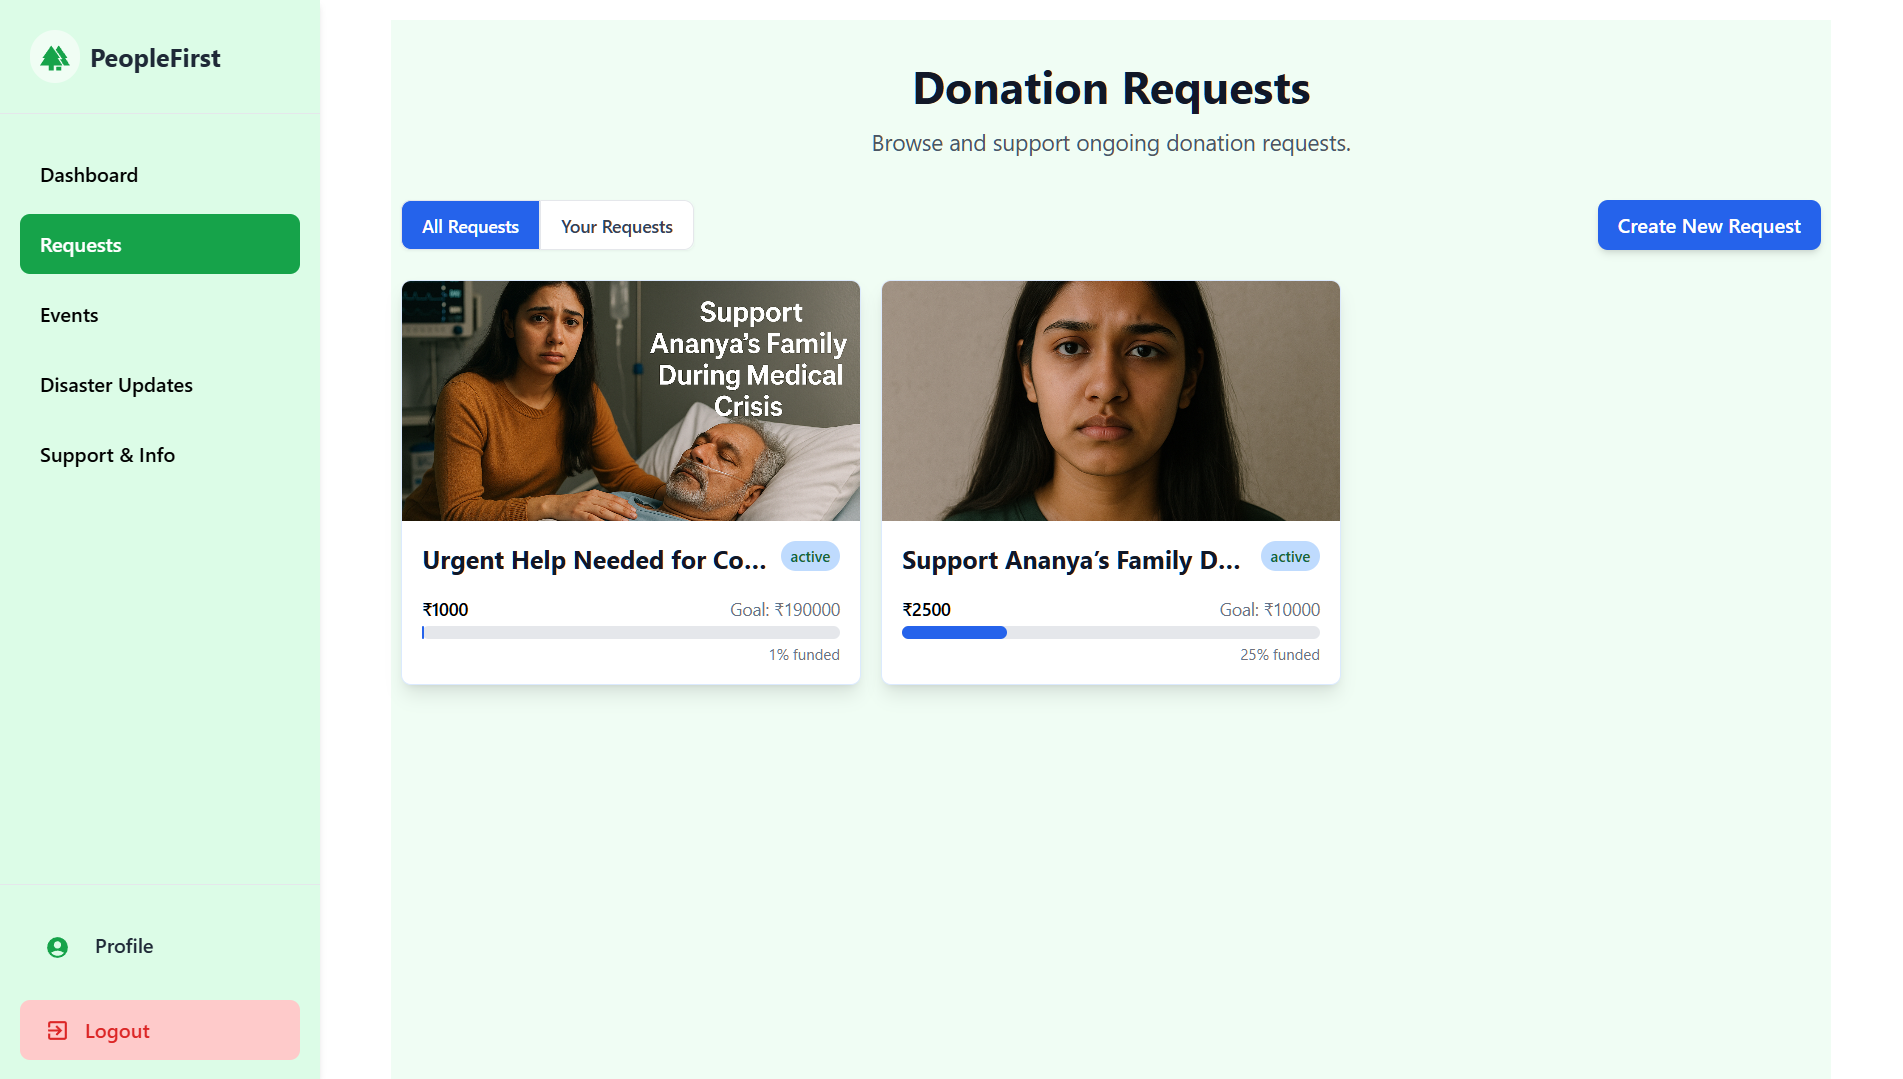 PeopleFirst
Dashboard
Requests
Events
Disaster Updates
Support & Info
Profile
Logout
Donation Requests
Browse and support ongoing donation requests.
All Requests
Your Requests
Create New Request
Support
Ananya's Family
During Medical
Crisis
Urgent Help Needed for Co...
active
₹1000
Goal: ₹190000
1% funded
Support Ananya’s Family D...
active
₹2500
Goal: ₹10000
25% funded